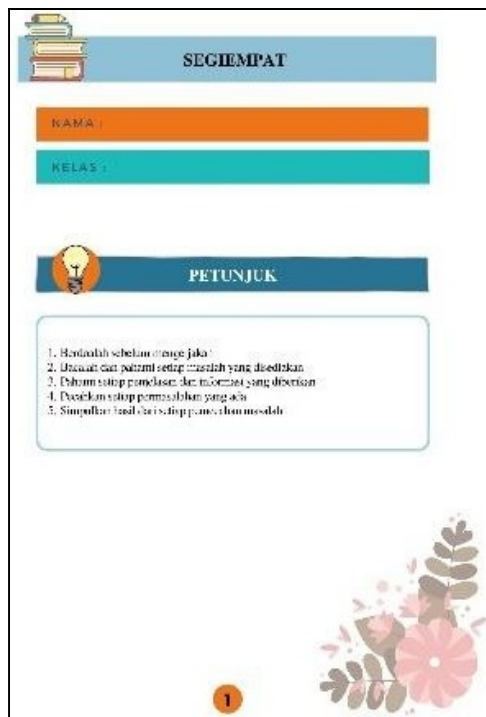 SEGIEMPAT
NAMA :
KELAS :
PETUNJUK
1. Berdoalah sebelum mengerjakan !
2. Bacalah dan pahami setiap masalah yang disediakan
3. Pahami setiap penjelasan dan informasi yang diberikan
4. Pecahkan setiap permasalahan yang ada
5. Simpulkan hasil dari setiap pemecahan masalah
1